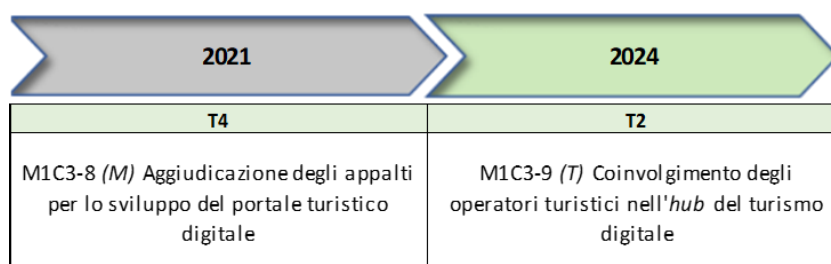 2021
2024
T4
T2
M1C3-8 (M) Aggiudicazione degli appalti
per lo sviluppo del portale turistico
digitale
M1C3-9 (T) Coinvolgimento degli
operatori turistici nell'hub del turismo
digitale